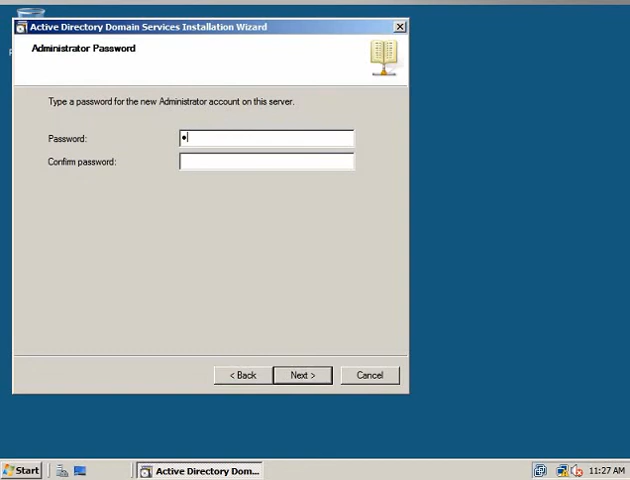 Active Directory Domain Services Installation Wizard
Administrator Password
Type a password for the new Administrator account on this server.
Password:
Confirm password:
< Back
Next >
Cancel
Start
Active Directory Dom...
11:27 AM